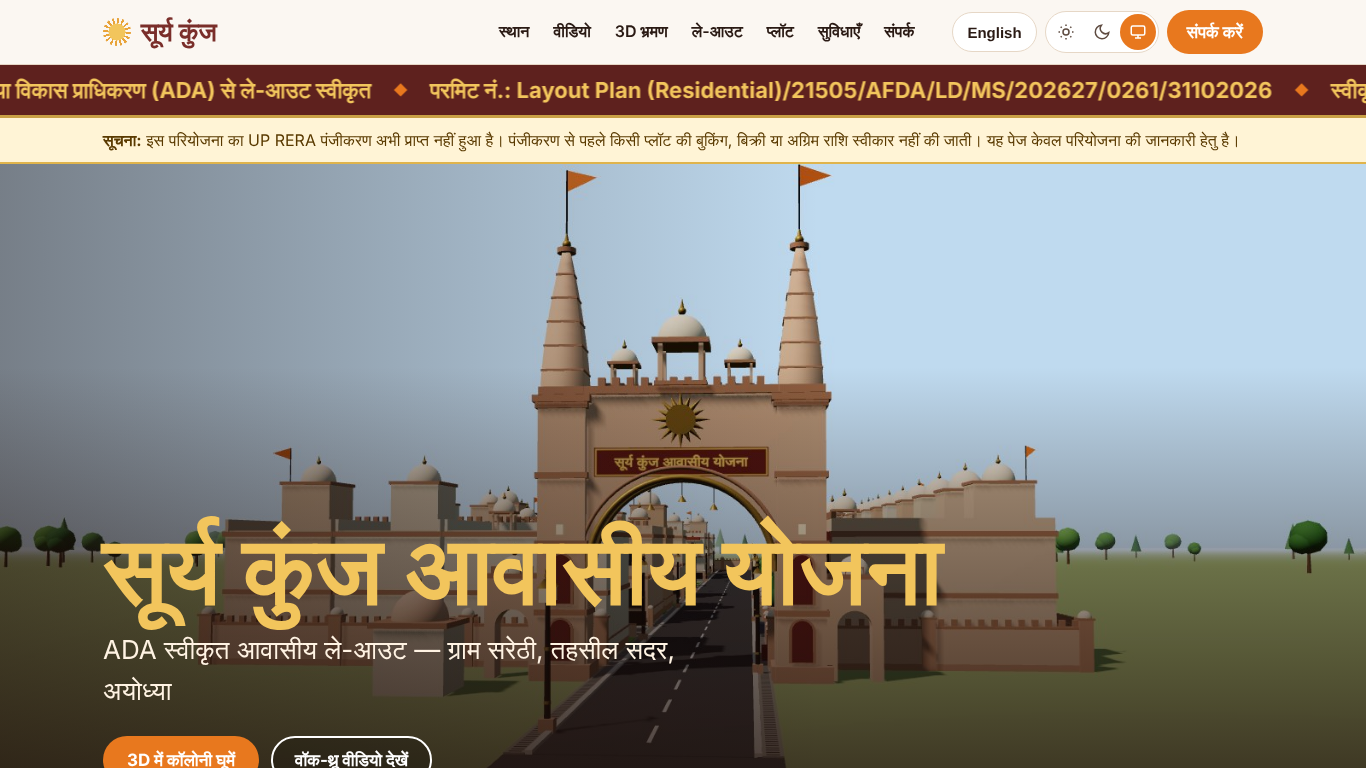 सूर्य कुंज
स्थान वीडियो 3D भ्रमण ले-आउट प्लॉट सुविधाएँ संपर्क English संपर्क करें
विकास प्राधिकरण (ADA) से ले-आउट स्वीकृत ◆ परमिट नं.: Layout Plan (Residential)/21505/AFDA/LD/MS/202627/0261/31102026 ◆
सूचना: इस परियोजना का UP RERA पंजीकरण अभी प्राप्त नहीं हुआ है। पंजीकरण से पहले किसी प्लॉट की बुकिंग, बिक्री या अग्रिम राशि स्वीकार नहीं की जाती। यह पेज केवल परियोजना की जानकारी हेतु है।
सूर्य कुंज आवासीय योजना
सूर्य कुंज आवासीय योजना
ADA स्वीकृत आवासीय ले-आउट — ग्राम सरेठी, तहसील सदर,
अयोध्या
3D में कॉलोनी घूमें वॉक-थ्रू वीडियो देखें